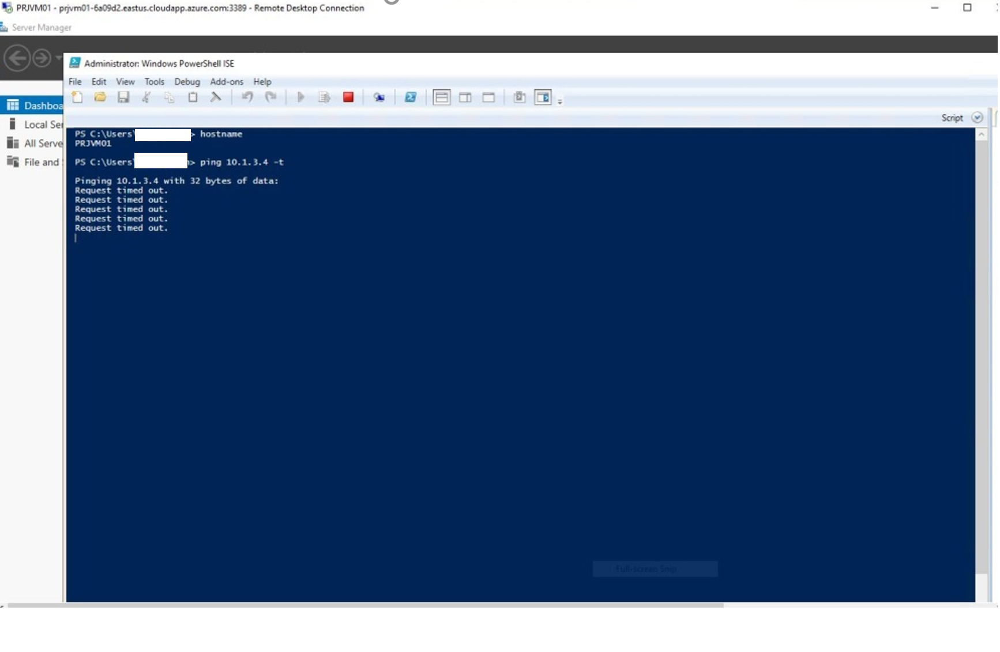 PRJVM01 - prjvm01-6a09d2.eastus.cloudapp.azure.com:3389 - Remote Desktop Connection
Server Manager
Administrator: Windows PowerShell ISE
File Edit View Tools Debug Add-ons Help
Dashboa
Local Ser
All Serve
File and
Script
PS C:\Users\ > hostname
PRJVM01
PS C:\Users\ > ping 10.1.3.4 -t
Pinging 10.1.3.4 with 32 bytes of data:
Request timed out.
Request timed out.
Request timed out.
Request timed out.
Request timed out.
Full-screen Snip